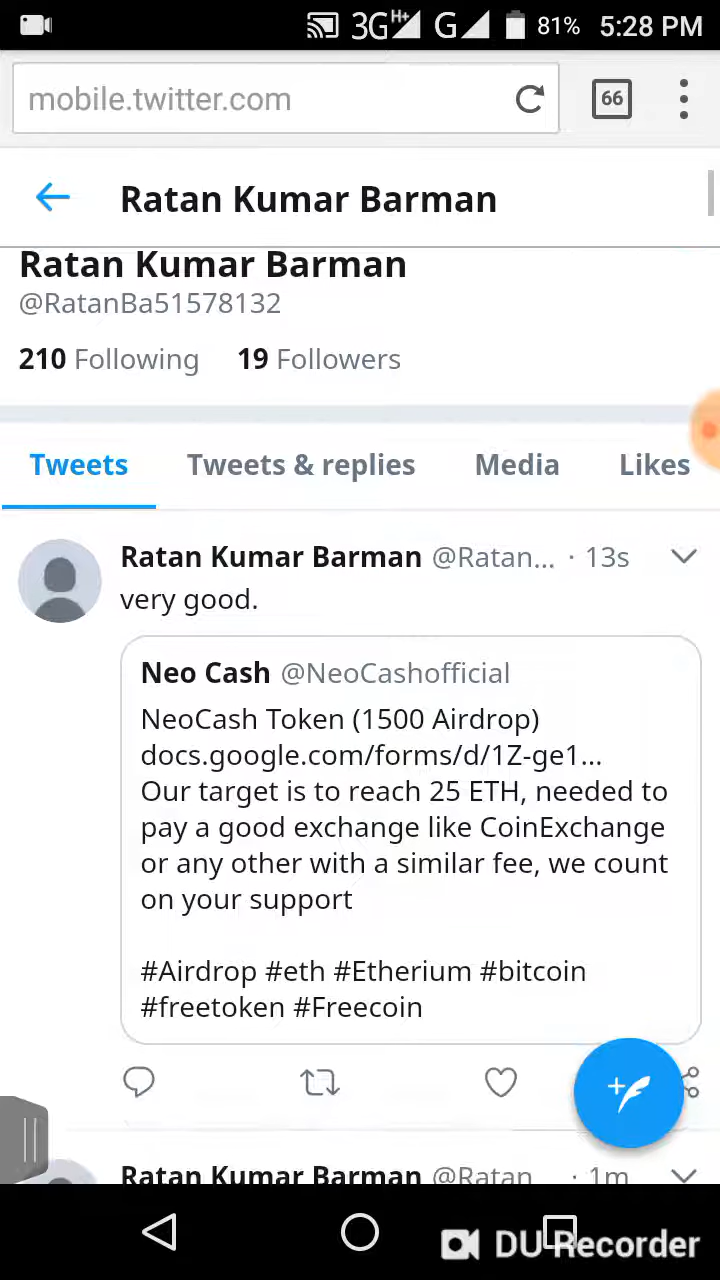 3G H+ G 81% 5:28 PM
mobile.twitter.com 66
Ratan Kumar Barman
Ratan Kumar Barman
@RatanBa51578132
210 Following 19 Followers
Tweets Tweets & replies Media Likes
Ratan Kumar Barman @Ratan... · 13s
very good.
Neo Cash @NeoCashofficial
NeoCash Token (1500 Airdrop)
docs.google.com/forms/d/1Z-ge1...
Our target is to reach 25 ETH, needed to
pay a good exchange like CoinExchange
or any other with a similar fee, we count
on your support
#Airdrop #eth #Etherium #bitcoin
#freetoken #Freecoin
Ratan Kumar Barman @Ratan... · 1m
DU Recorder